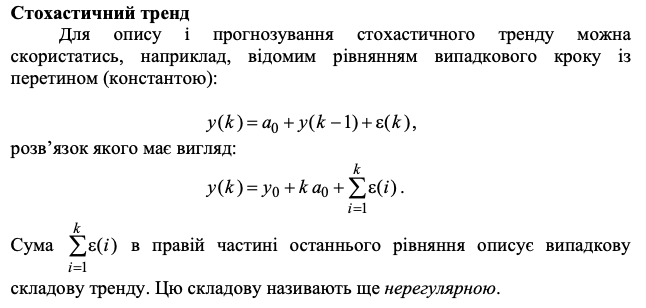 Стохастичний тренд
Для опису і прогнозування стохастичного тренду можна
скористатись, наприклад, відомим рівнянням випадкового кроку із
перетином (константою):
y(k) = a₀ + y(k − 1) + ε(k),
розв’язок якого має вигляд:
y(k) = y₀ + k a₀ + ∑_{i=1}^{k} ε(i).
Сума ∑_{i=1}^{k} ε(i) в правій частині останнього рівняння описує випадкову
складову тренду. Цю складову називають ще нерегулярною.